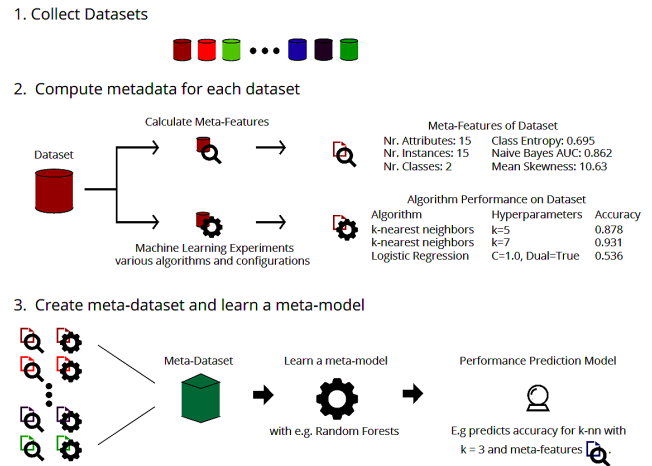 1. Collect Datasets
2. Compute metadata for each dataset
Calculate Meta-Features
Dataset
Machine Learning Experiments
various algorithms and configurations
Meta-Features of Dataset
Nr. Attributes: 15 Class Entropy: 0.695
Nr. Instances: 15 Naive Bayes AUC: 0.862
Nr. Classes: 2 Mean Skewness: 10.63
Algorithm Performance on Dataset
Algorithm Hyperparameters Accuracy
k-nearest neighbors k=5 0.878
k-nearest neighbors k=7 0.931
Logistic Regression C=1.0, Dual=True 0.536
3. Create meta-dataset and learn a meta-model
Meta-Dataset
Learn a meta-model
with e.g. Random Forests
Performance Prediction Model
E.g predicts accuracy for k-nn with
k = 3 and meta-features .